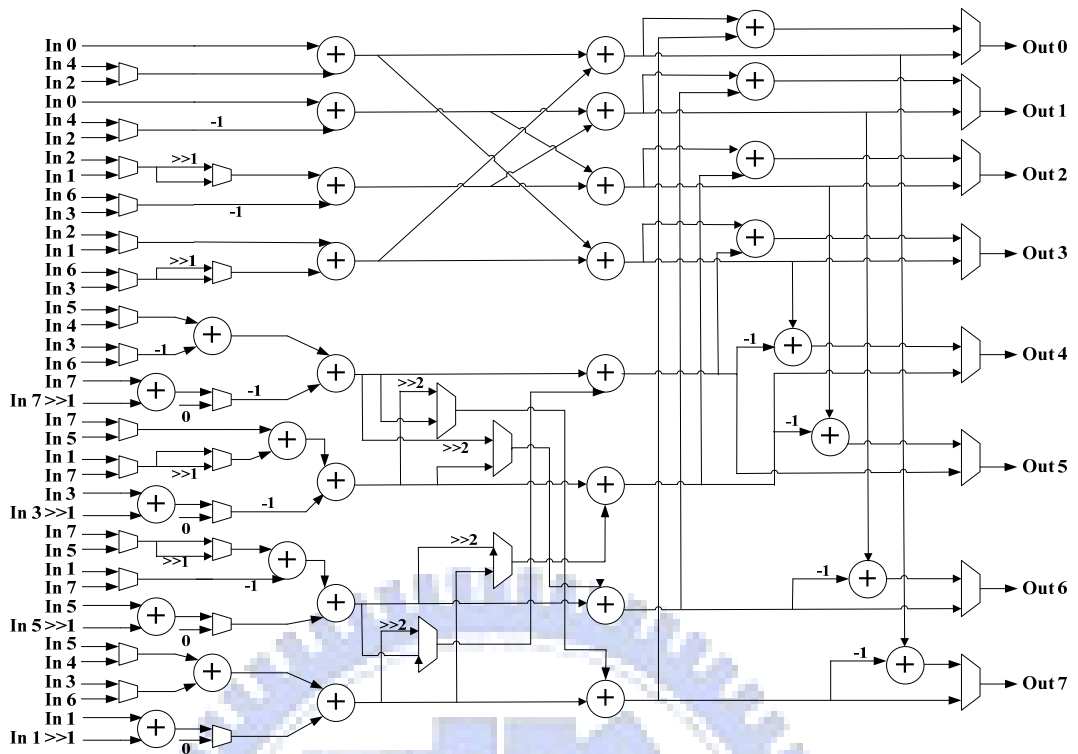 In 0
In 4
In 2
In 0
In 4
-1
In 2
In 2
>>1
In 1
In 6
In 3
-1
In 2
In 1
In 6
>>1
In 3
In 5
In 4
In 3
-1
In 6
In 7
-1
In 7 >>1
0
In 7
In 5
In 1
In 7
>>1
In 3
-1
In 3 >>1
0
In 7
In 5
>>1
In 1
In 7
-1
In 5
In 5 >>1
0
In 5
In 4
In 3
In 6
In 1
In 1 >>1
0
>>2
>>2
>>2
>>2
-1
-1
-1
-1
Out 0
Out 1
Out 2
Out 3
Out 4
Out 5
Out 6
Out 7